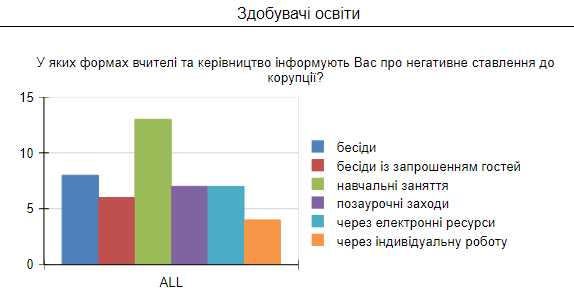 Здобувачі освіти
У яких формах вчителі та керівництво інформують Вас про негативне ставлення до
корупції?
15
10
5
0
ALL
бесіди
бесіди із запрошенням гостей
навчальні заняття
позаурочні заходи
через електронні ресурси
через індивідуальну роботу